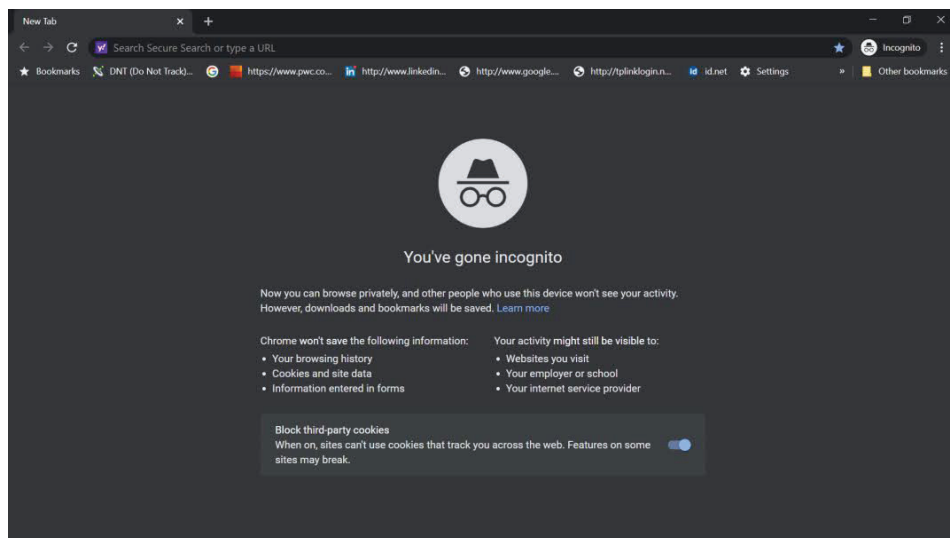 New Tab
Search Secure Search or type a URL
Incognito
Bookmarks DNT (Do Not Track)... https://www.pwc.co... http://www.linkedin... http://www.google.... http://tplinklogin.n... id.net Settings » Other bookmarks
You've gone incognito
Now you can browse privately, and other people who use this device won't see your activity.
However, downloads and bookmarks will be saved. Learn more
Chrome won't save the following information:
• Your browsing history
• Cookies and site data
• Information entered in forms
Your activity might still be visible to:
• Websites you visit
• Your employer or school
• Your internet service provider
Block third-party cookies
When on, sites can't use cookies that track you across the web. Features on some
sites may break.